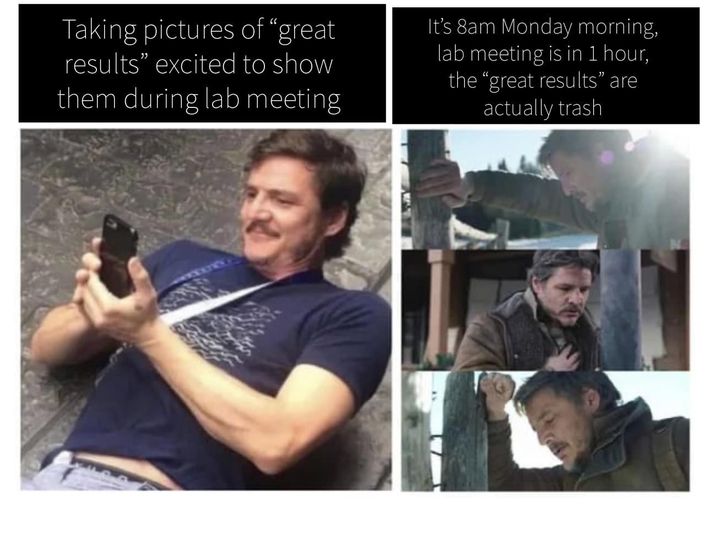 Taking pictures of “great
results” excited to show
them during lab meeting
It’s 8am Monday morning,
lab meeting is in 1 hour,
the “great results” are
actually trash